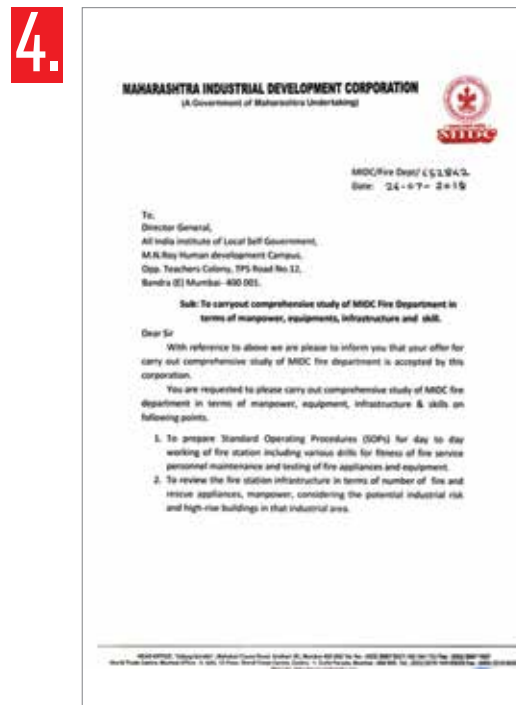 4.
MAHARASHTRA INDUSTRIAL DEVELOPMENT CORPORATION
(A Government of Maharashtra Undertaking)
MIDC
MIDC/Fire Dept/
Date: 26-07-2018
To,
Director General,
All India institute of Local Self Government,
M.N.Roy Human development Campus,
Opp. Teachers Colony, TPS Road No.12,
Bandra (E) Mumbai- 400 001.
Sub: To carryout comprehensive study of MIDC Fire Department in
terms of manpower, equipments, infrastructure and skill.
Dear Sir
With reference to above we are please to inform you that your offer for
carry out comprehensive study of MIDC fire department is accepted by this
corporation.
You are requested to please carry out comprehensive study of MIDC fire
department in terms of manpower, equipment, infrastructure & skills on
following points.
1. To prepare Standard Operating Procedures (SOPs) for day to day
working of fire station including various drills for fitness of fire service
personnel maintenance and testing of fire appliances and equipment.
2. To review the fire station infrastructure in terms of number of fire and
rescue appliances, manpower, considering the potential industrial risk
and high-rise buildings in that industrial area.